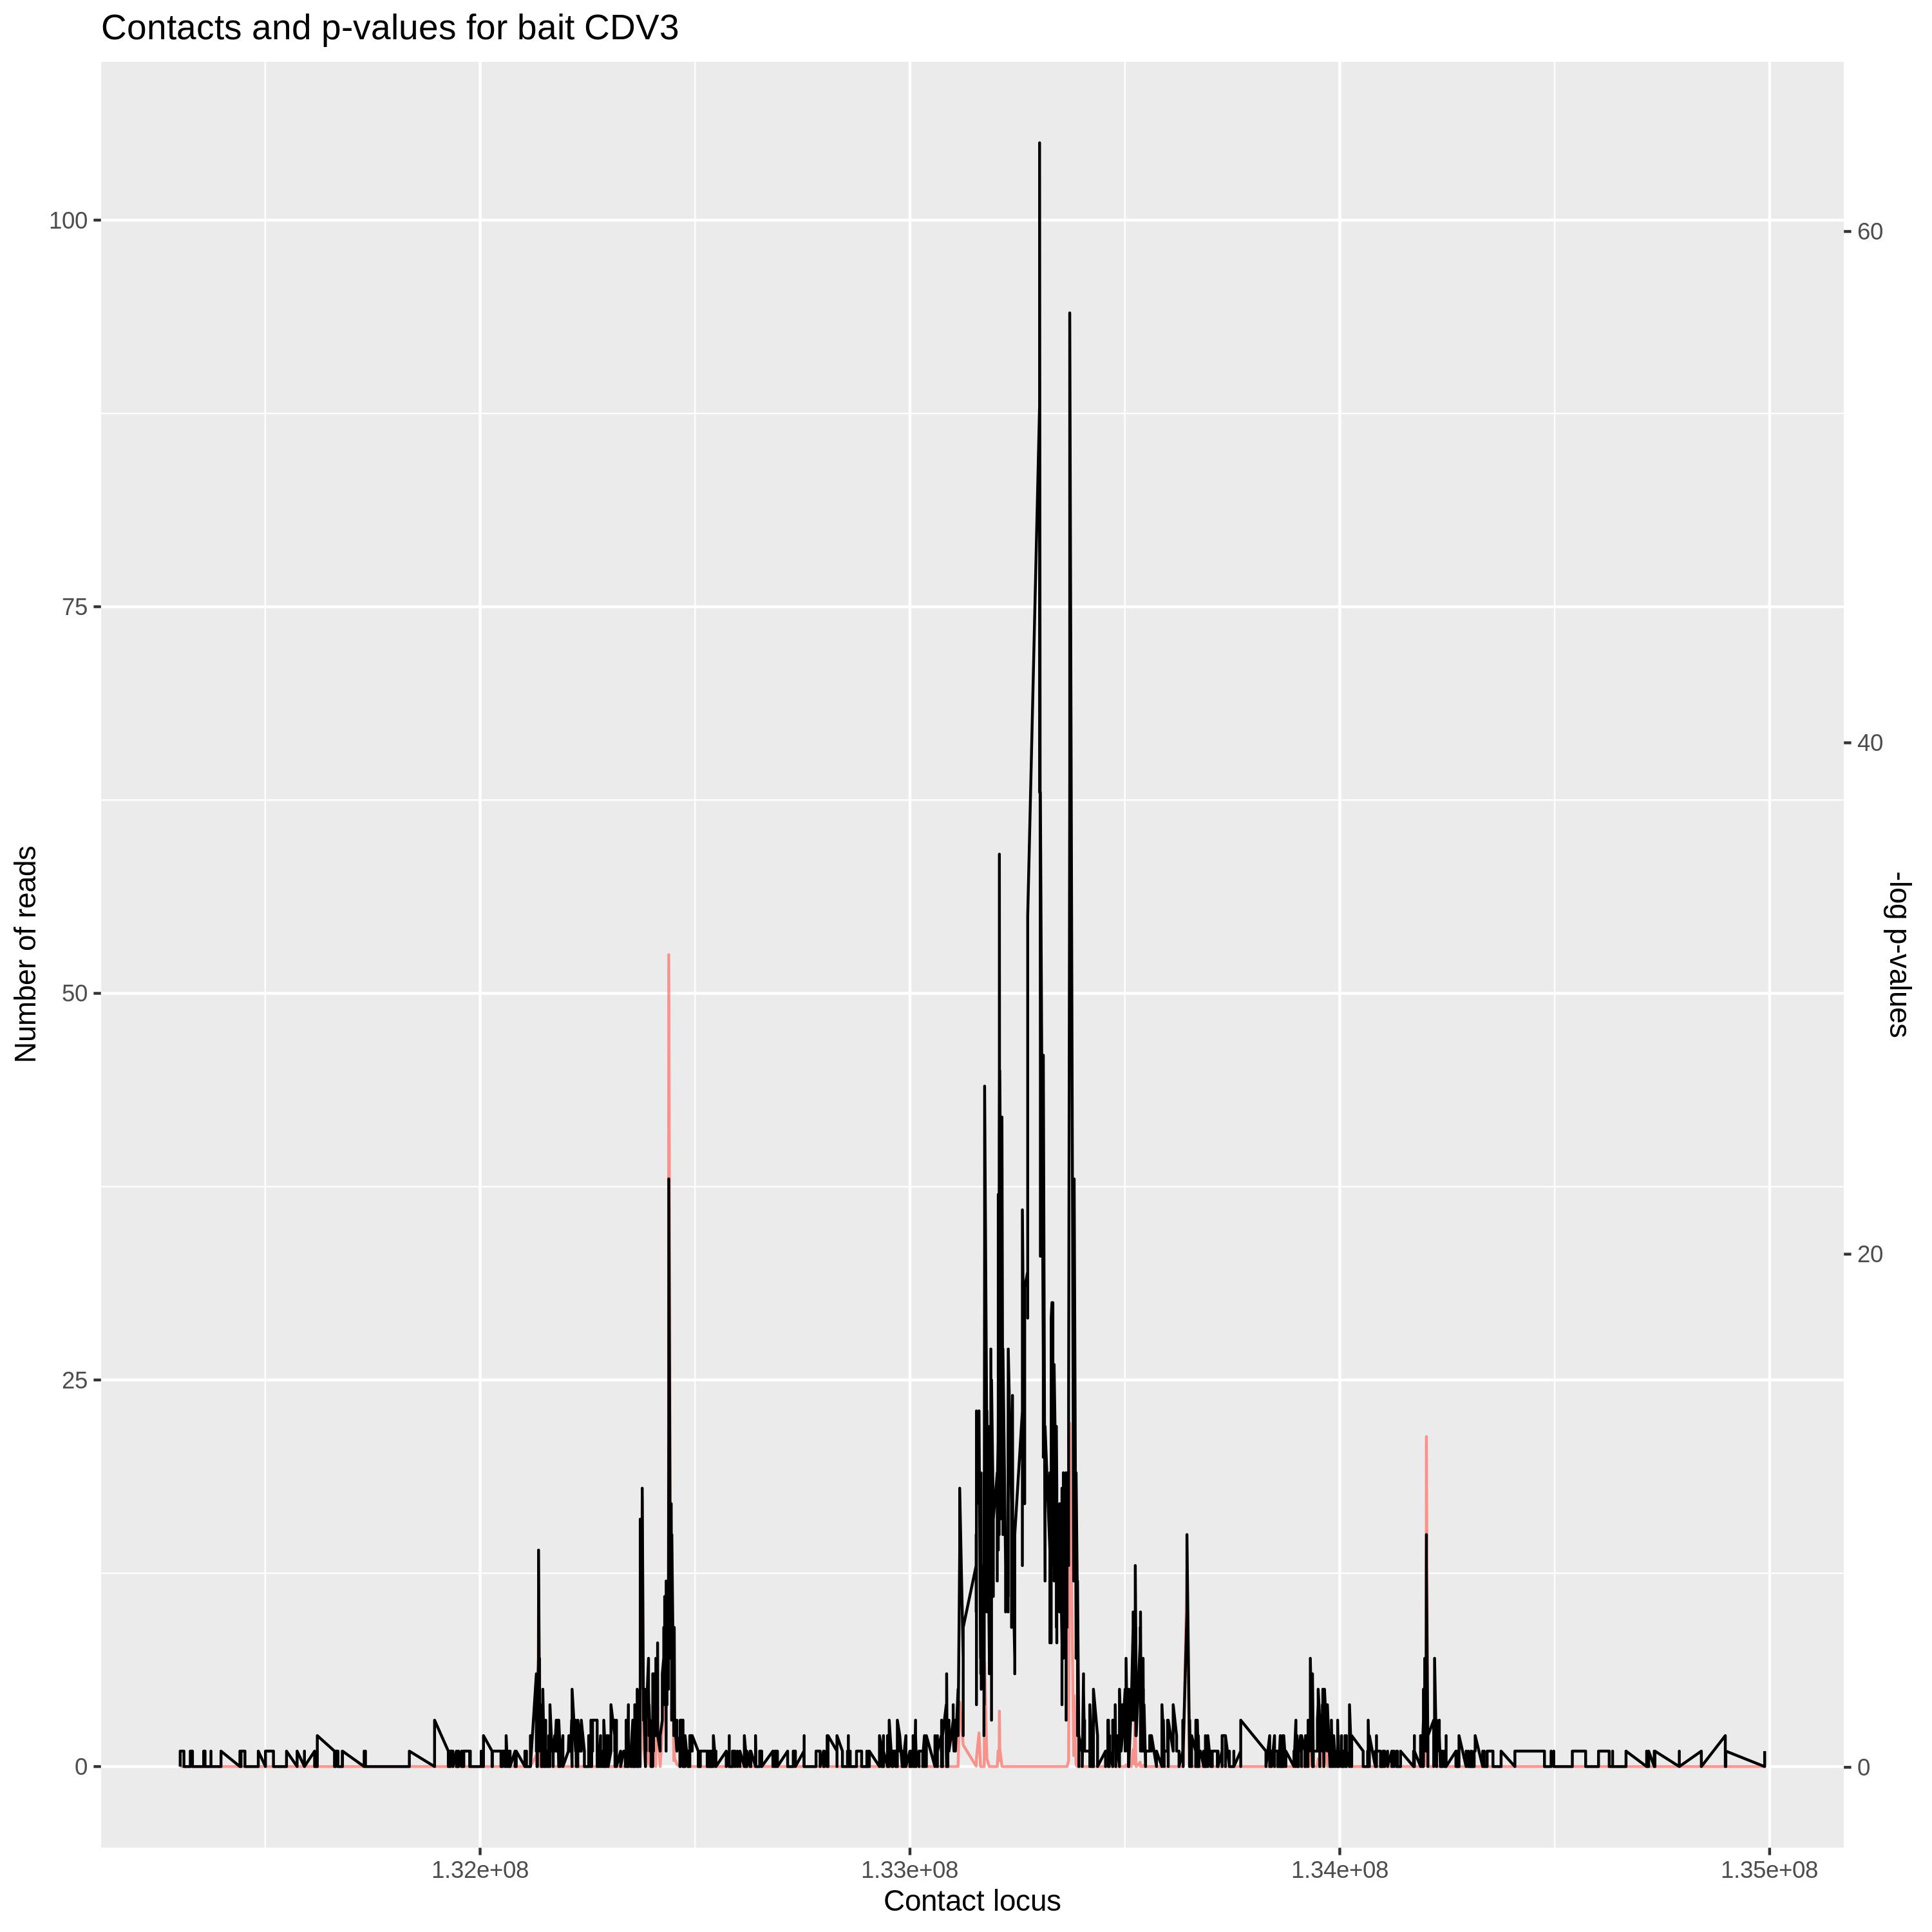 Contacts and p-values for bait CDV3
100
75
50
25
0
Number of reads
60
40
20
0
-log p-values
1.32e+08
1.33e+08
1.34e+08
1.35e+08
Contact locus